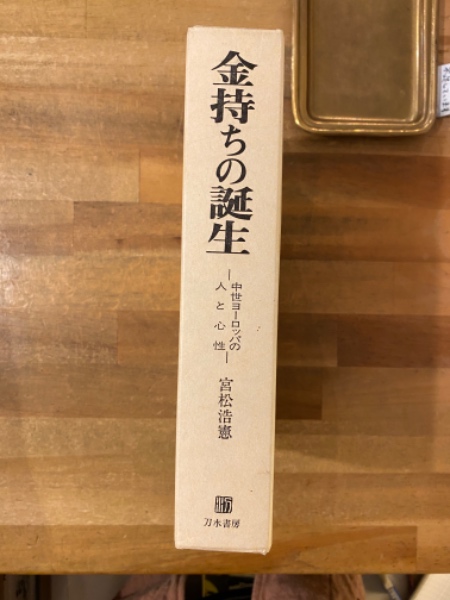 金持ちの誕生
―中世ヨーロッパの
人と心性―
宮松浩憲
刀水書房